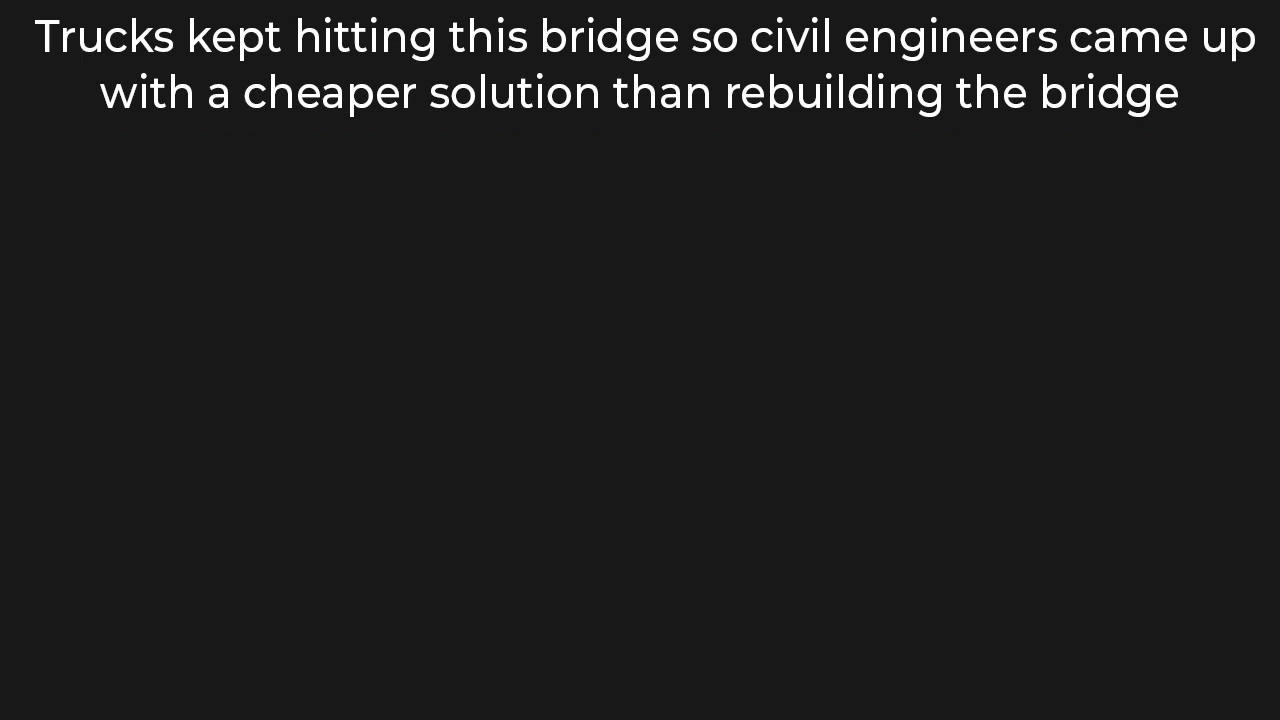 Trucks kept hitting this bridge so civil engineers came up
with a cheaper solution than rebuilding the bridge